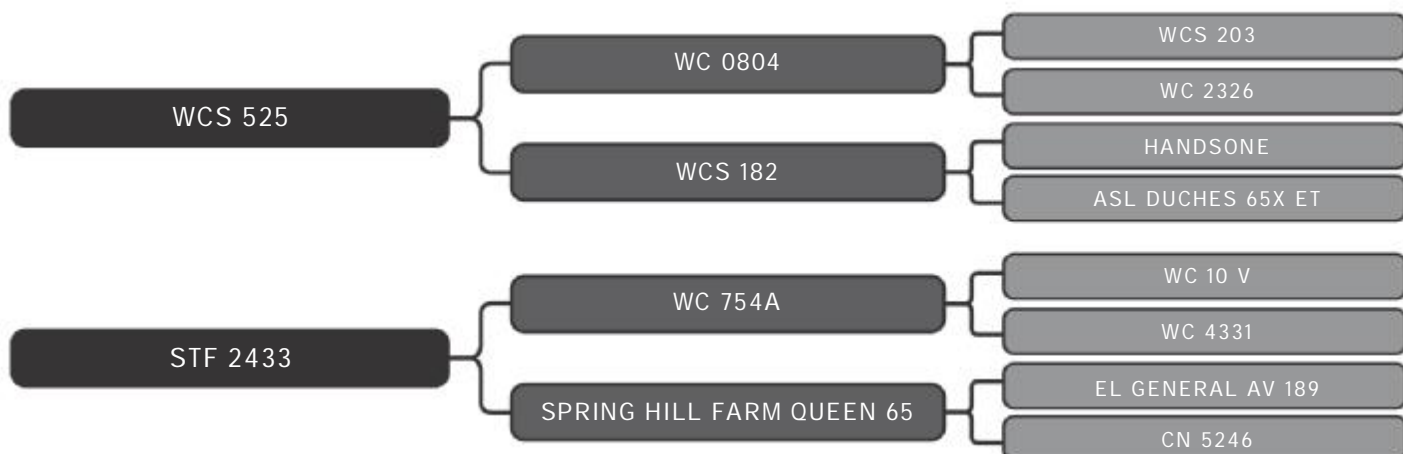 WCS 203
WC 0804
WC 2326
WCS 525
HANDSONE
WCS 182
ASL DUCHES 65X ET
WC 10 V
WC 754A
WC 4331
STF 2433
EL GENERAL AV 189
SPRING HILL FARM QUEEN 65
CN 5246